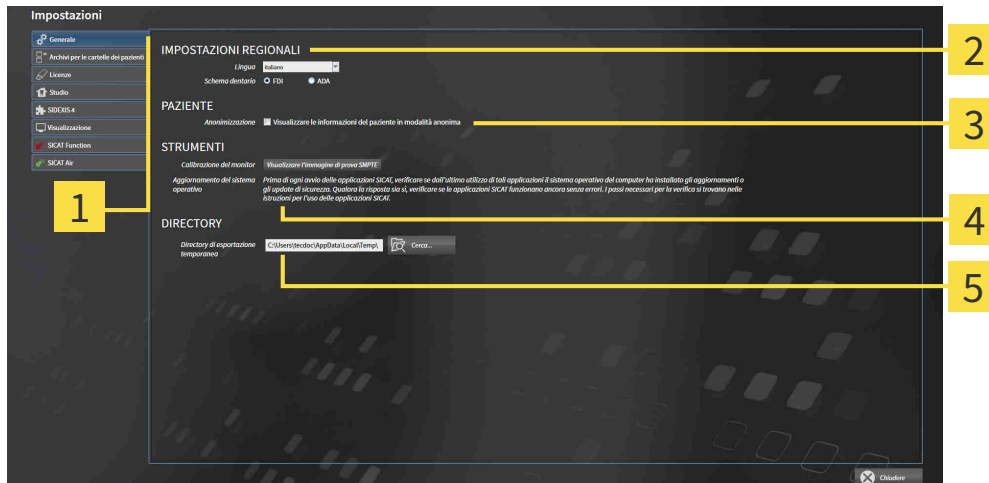 Impostazioni
Generale
Archivi per le cartelle dei pazienti
Licenze
Studio
SIDEXIS 4
Visualizzazione
SICAT Function
SICAT Air
1
IMPOSTAZIONI REGIONALI
2
Lingua Italiano
Schema dentario FDI ADA
PAZIENTE
Anonimizzazione Visualizzare le informazioni del paziente in modalità anonima
3
STRUMENTI
Calibrazione del monitor Visualizzare l'immagine di prova SMPTE
Aggiornamento del sistema operativo
Prima di ogni avvio delle applicazioni SICAT, verificare se dall'ultimo utilizzo di tali applicazioni il sistema operativo del computer ha installato gli aggiornamenti o
gli update di sicurezza. Qualora la risposta sia sì, verificare se le applicazioni SICAT funzionano ancora senza errori. I passi necessari per la verifica si trovano nelle
istruzioni per l'uso delle applicazioni SICAT.
4
DIRECTORY
Directory di esportazione
temporanea
C:\Users\tecdoc\AppData\Local\Temp\ Cerca...
5
Chiudere